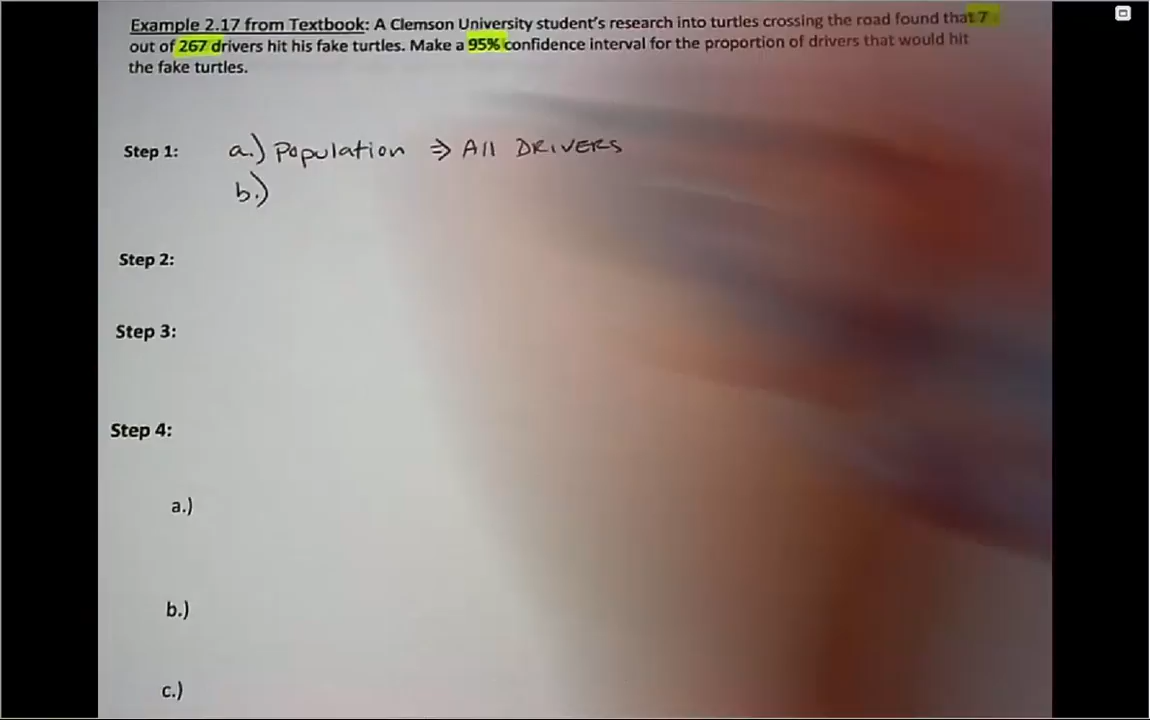 Example 2.17 from Textbook: A Clemson University student's research into turtles crossing the road found that 7
out of 267 drivers hit his fake turtles. Make a 95% confidence interval for the proportion of drivers that would hit
the fake turtles.
Step 1: a.) Population ⇒ All DRIVERS
b.)
Step 2:
Step 3:
Step 4:
a.)
b.)
c.)